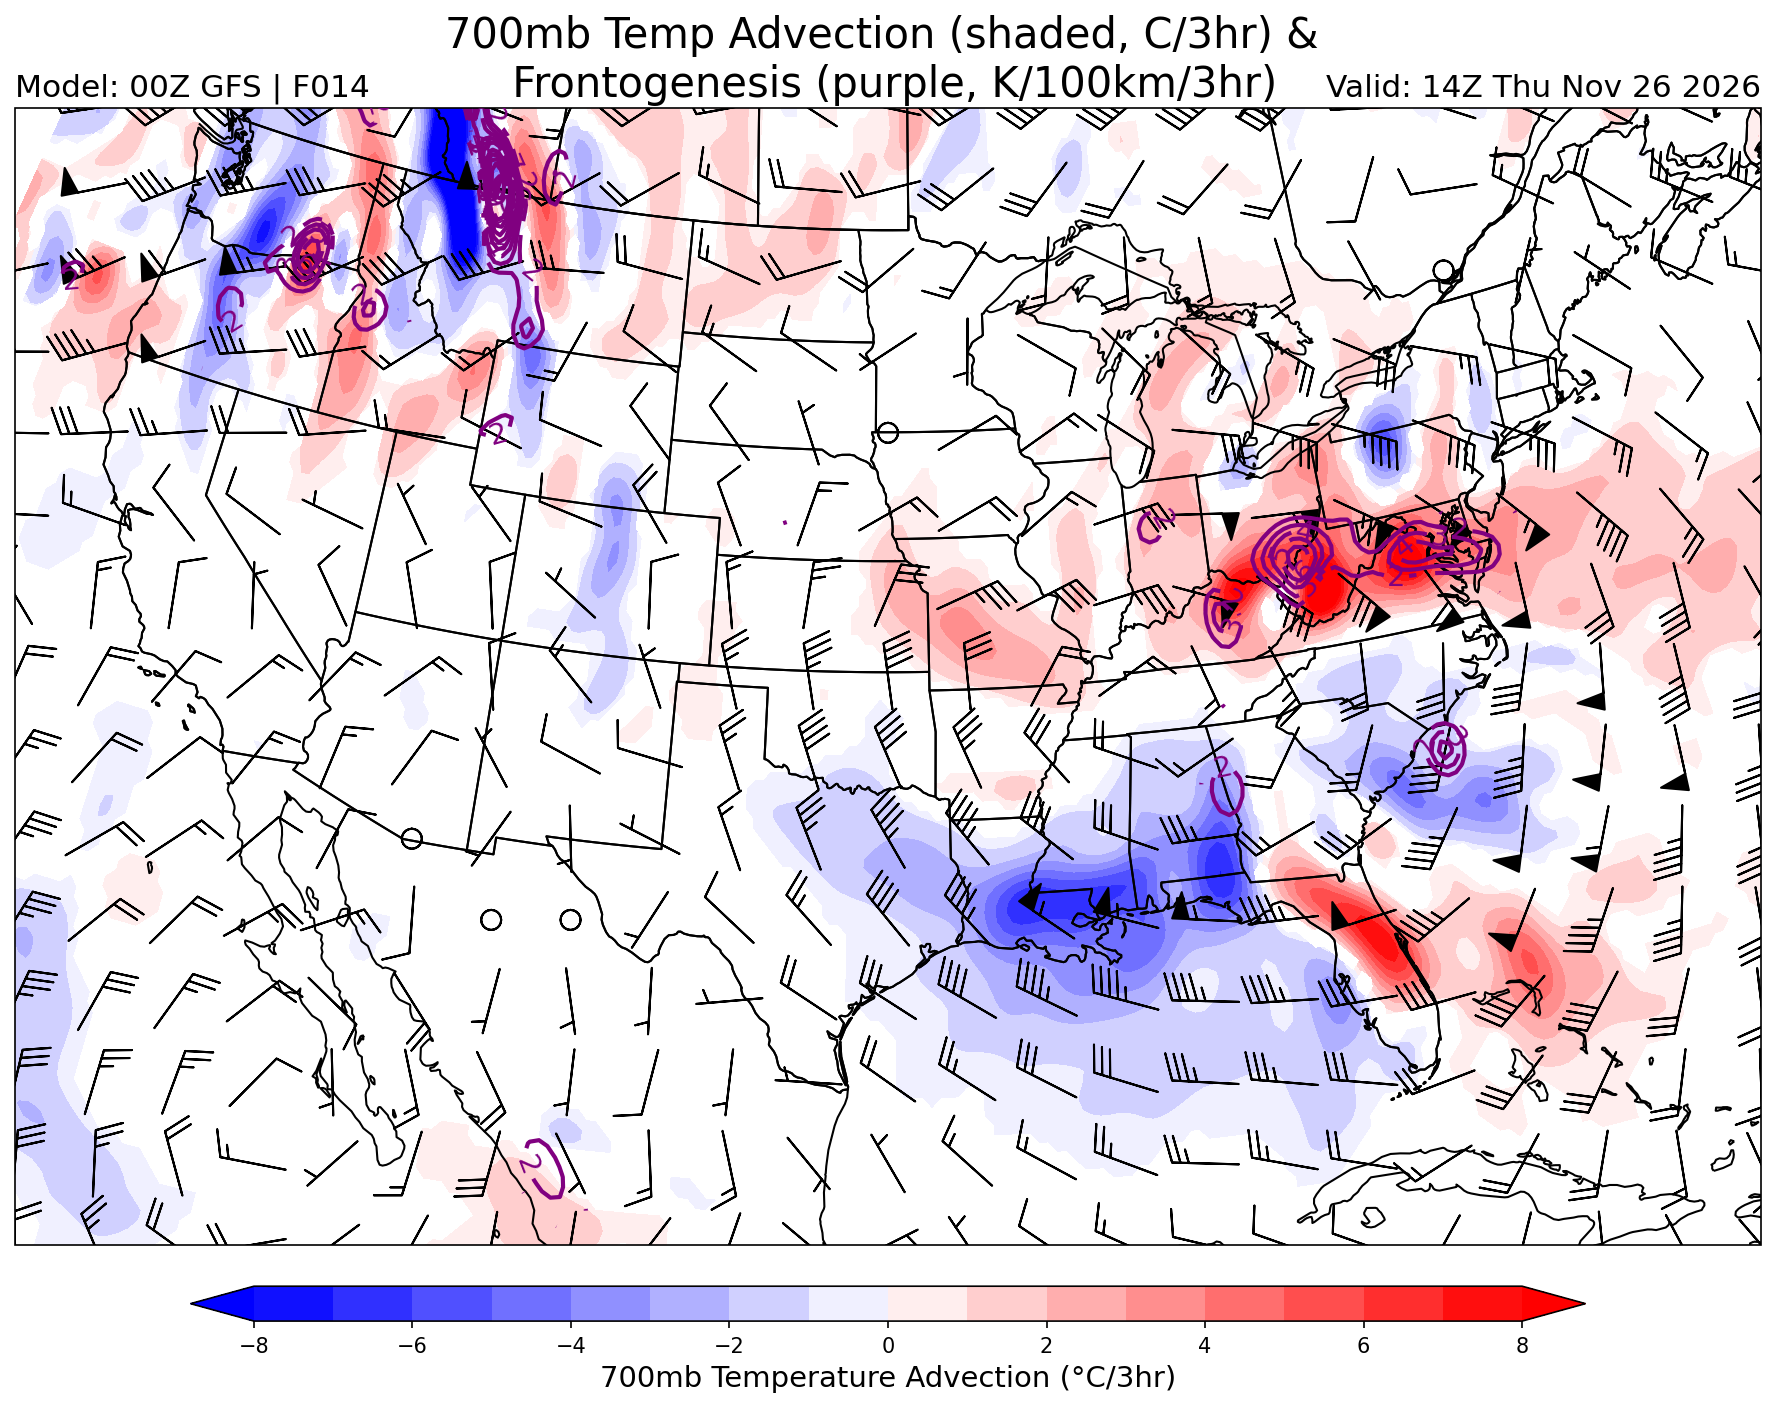 700mb Temp Advection (shaded, C/3hr) &
Frontogenesis (purple, K/100km/3hr)
Model: 00Z GFS | F014
Valid: 14Z Thu Nov 26 2026
−8 −6 −4 −2 0 2 4 6 8
700mb Temperature Advection (°C/3hr)